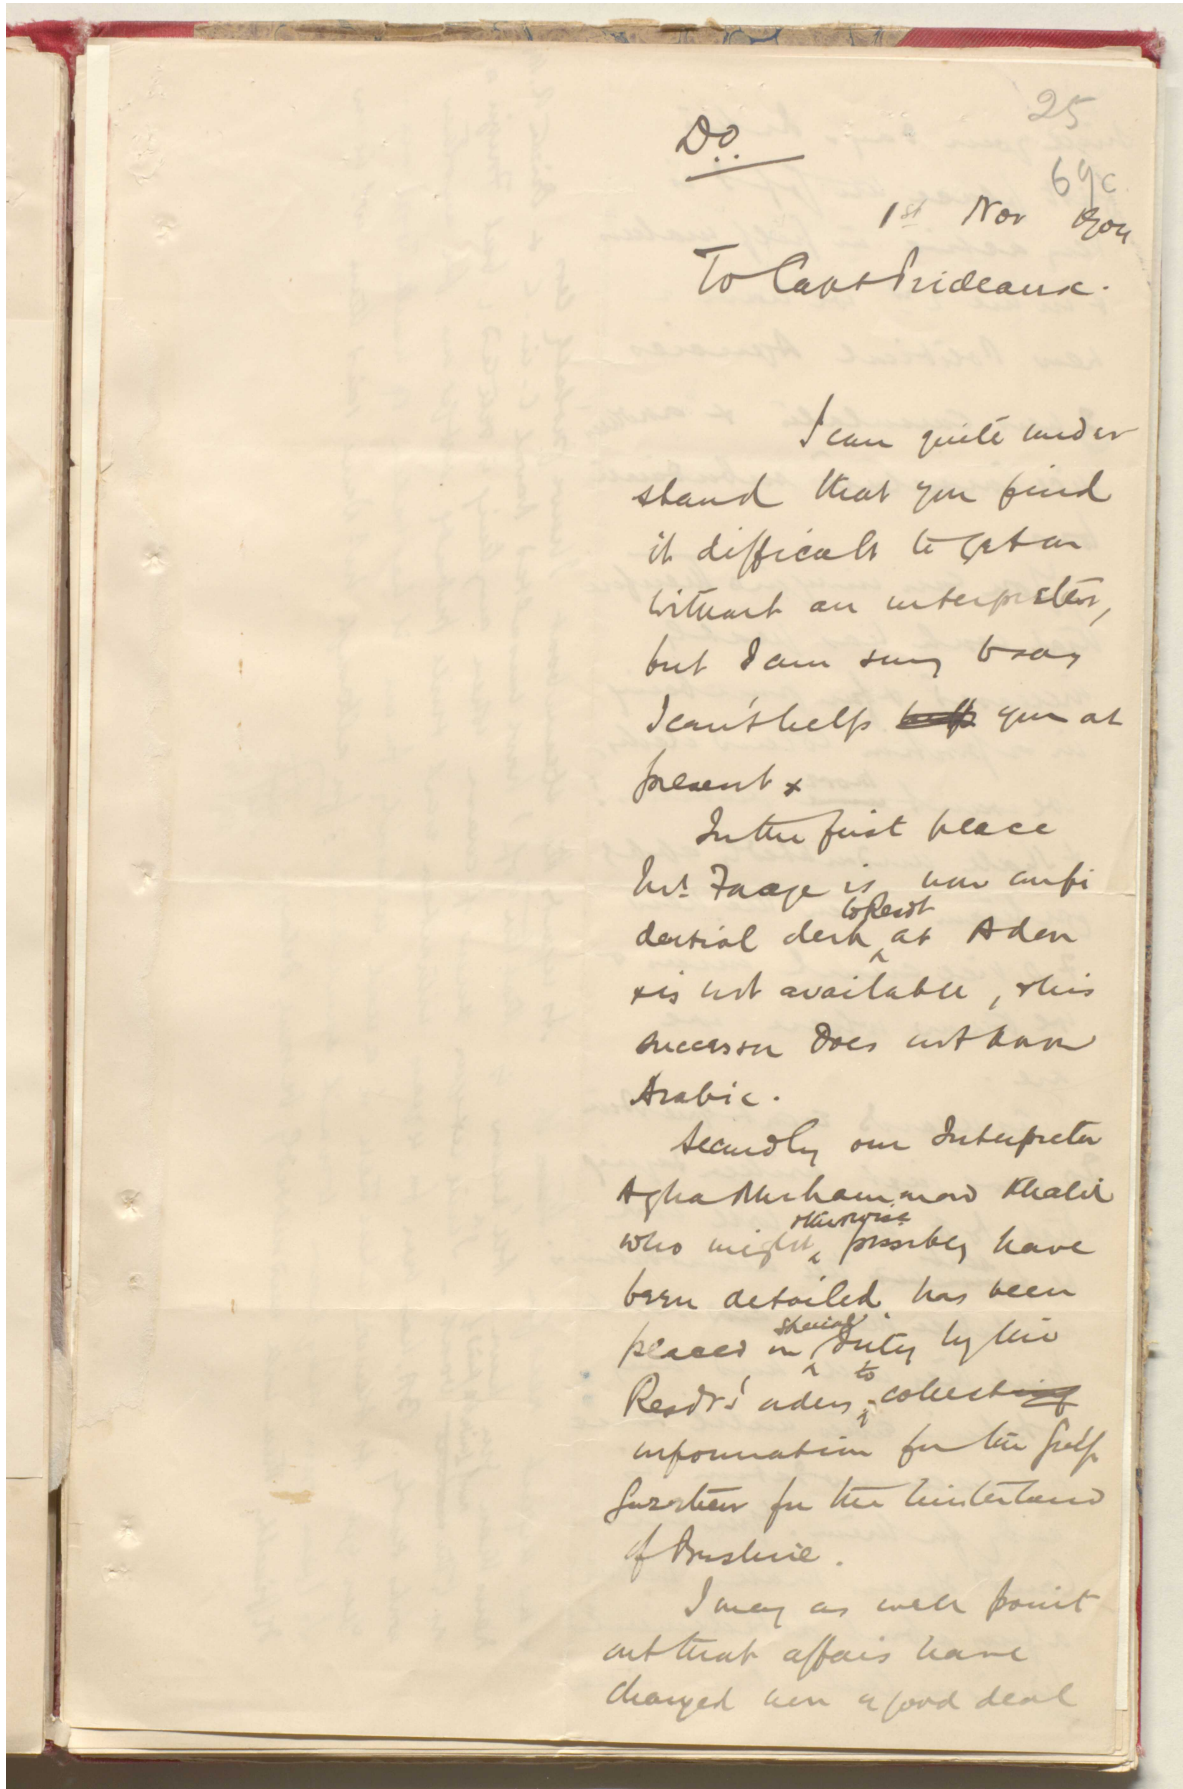 25
D.O.
69c
1st Nov 1904
To Capt Prideaux.
I can quite under
stand that you find
it difficult to get on
without an interpreter,
but I am sorry to say
I can't help help you at
present &
In the first place
Mr. Faage is now confi
dential clerk to Resdt at Aden
& is not available, & his
successor does not know
Arabic.
Secondly our Interpreter
Agha Muhammad Khalil
who might otherwise possibly have
been detailed has been
placed on special duty by the
Resdt's orders to collecting
information for the Gulf
Gazetteer for the hinterland
of Bushire.
I may as well point
out that affairs have
changed here a good deal